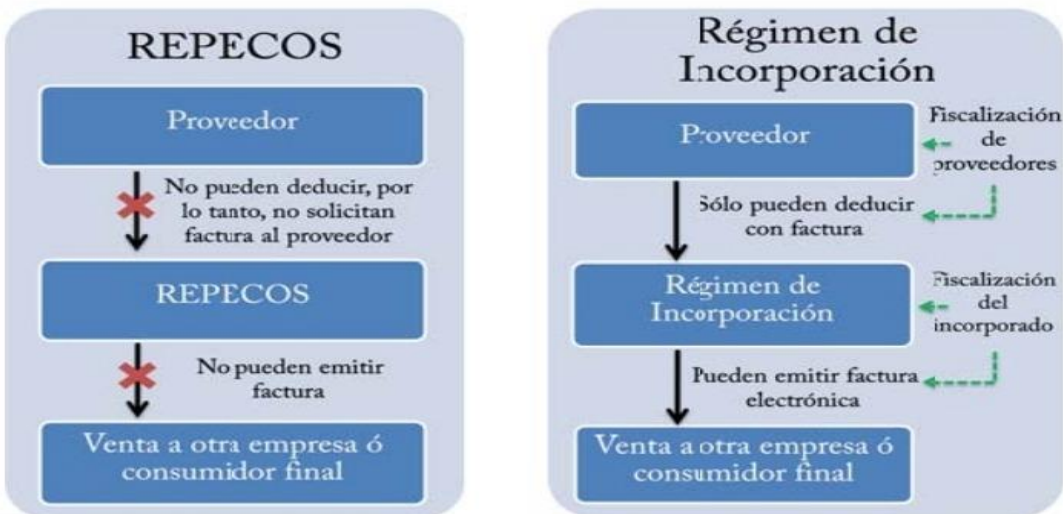 REPECOS
Proveedor
No pueden deducir, por
lo tanto, no solicitan
factura al proveedor
REPECOS
No pueden emitir
factura
Venta a otra empresa ó
consumidor final
Régimen de
Incorporación
Proveedor
Fiscalización
de
proveedores
Sólo pueden deducir
con factura
Régimen de
Incorporación
Fiscalización
del
incorporado
Pueden emitir factura
electrónica
Venta a otra empresa ó
consumidor final